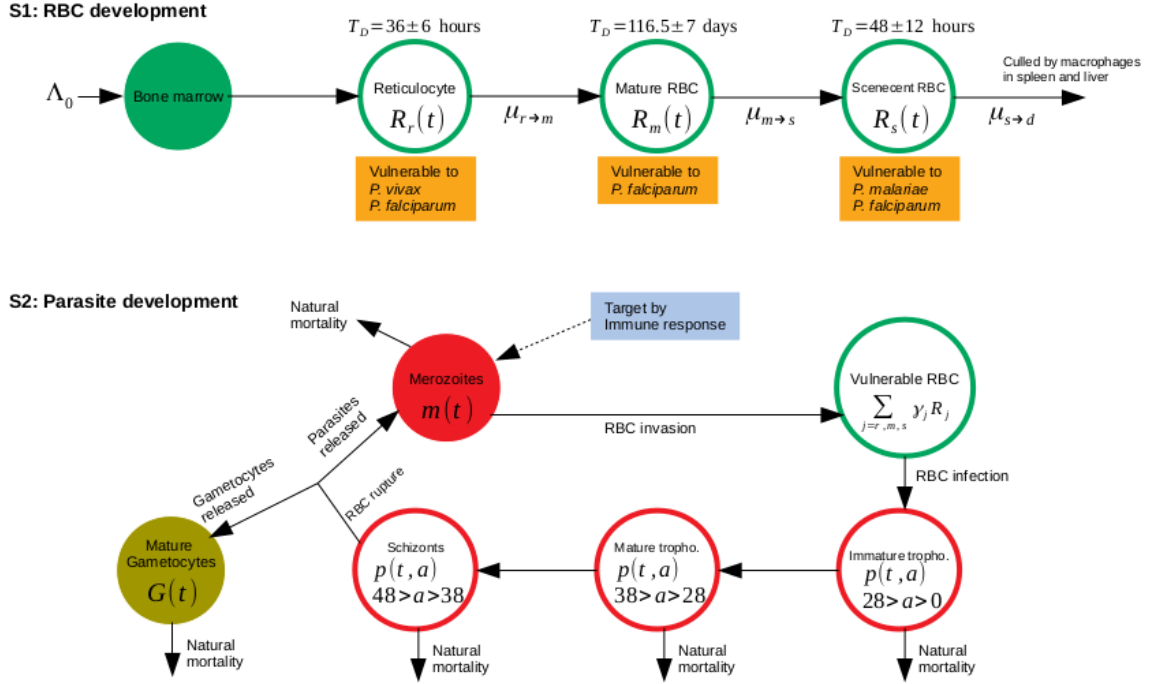 S1: RBC development
T_D=36±6 hours
T_D=116.5±7 days
T_D=48±12 hours
Λ₀
Bone marrow
Reticulocyte
R_r(t)
μ_{r→m}
Mature RBC
R_m(t)
μ_{m→s}
Scenecent RBC
R_s(t)
μ_{s→d}
Culled by macrophages
in spleen and liver
Vulnerable to
P. vivax
P. falciparum
Vulnerable to
P. falciparum
Vulnerable to
P. malariae
P. falciparum
S2: Parasite development
Natural
mortality
Target by
Immune response
Merozoites
m(t)
RBC invasion
Vulnerable RBC
∑ γ_j R_j
j=r,m,s
RBC infection
Parasites
released
Gametocytes
released
RBC rupture
Mature
Gametocytes
G(t)
Schizonts
p(t,a)
48>a>38
Mature tropho.
p(t,a)
38>a>28
Immature tropho.
p(t,a)
28>a>0
Natural
mortality
Natural
mortality
Natural
mortality
Natural
mortality